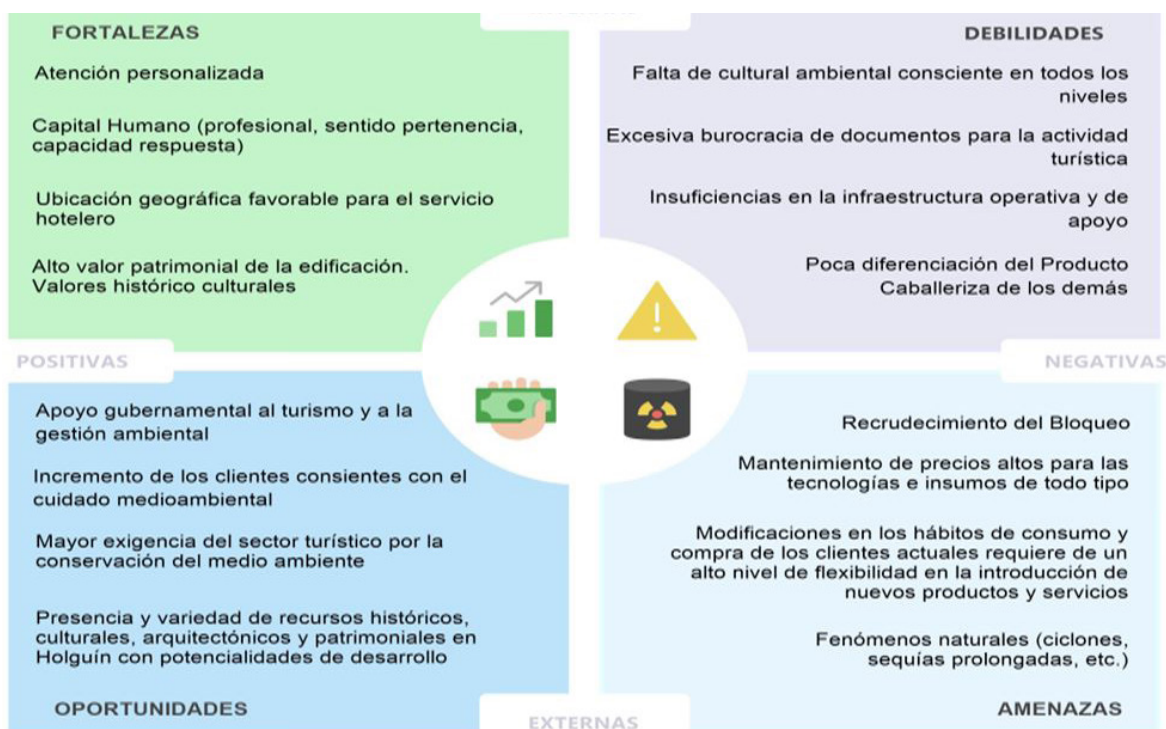 FORTALEZAS
Atención personalizada
Capital Humano (profesional, sentido pertenencia,
capacidad respuesta)
Ubicación geográfica favorable para el servicio
hotelero
Alto valor patrimonial de la edificación.
Valores histórico culturales
DEBILIDADES
Falta de cultural ambiental consciente en todos los
niveles
Excesiva burocracia de documentos para la actividad
turística
Insuficiencias en la infraestructura operativa y de
apoyo
Poca diferenciación del Producto
Caballeriza de los demás
POSITIVAS
NEGATIVAS
Apoyo gubernamental al turismo y a la
gestión ambiental
Incremento de los clientes consientes con el
cuidado medioambiental
Mayor exigencia del sector turístico por la
conservación del medio ambiente
Presencia y variedad de recursos históricos,
culturales, arquitectónicos y patrimoniales en
Holguín con potencialidades de desarrollo
OPORTUNIDADES
Recrudecimiento del Bloqueo
Mantenimiento de precios altos para las
tecnologías e insumos de todo tipo
Modificaciones en los hábitos de consumo y
compra de los clientes actuales requiere de un
alto nivel de flexibilidad en la introducción de
nuevos productos y servicios
Fenómenos naturales (ciclones,
sequías prolongadas, etc.)
AMENAZAS
EXTERNAS